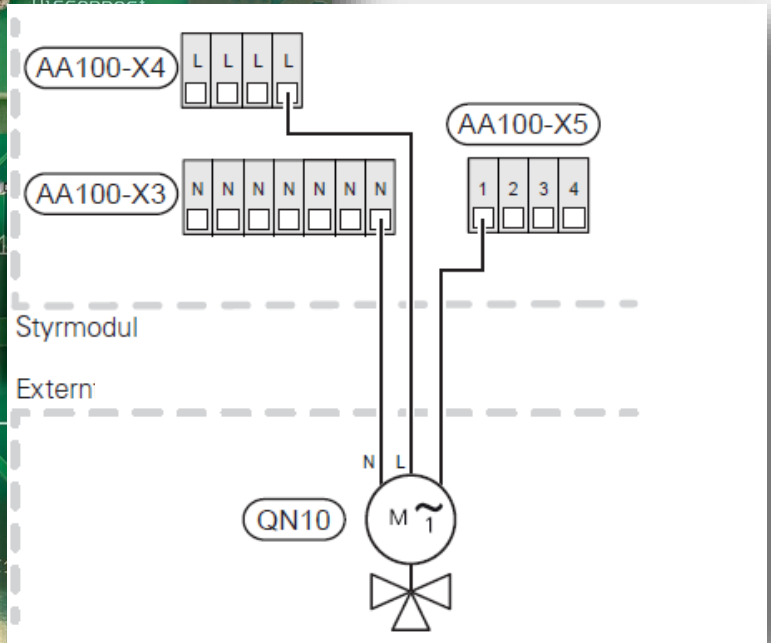 AA100-X4
L L L L
AA100-X5
1 2 3 4
AA100-X3
N N N N N N N
Styrmodul
Extern
N L
QN10
M ~
1